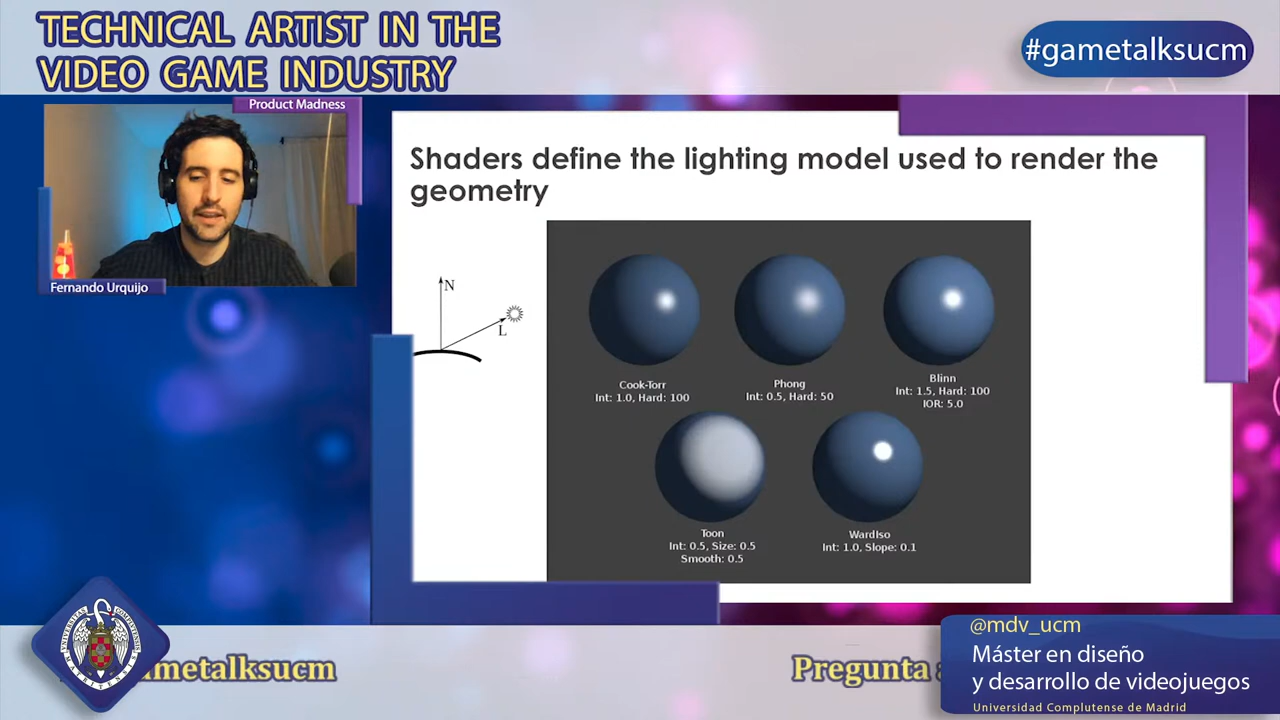 TECHNICAL ARTIST IN THE
VIDEO GAME INDUSTRY
#gametalksucm
Product Madness
Fernando Urquijo
Shaders define the lighting model used to render the
geometry
N
L
Cook-Torr
Int: 1.0, Hard: 100
Phong
Int: 0.5, Hard: 50
Blinn
Int: 1.5, Hard: 100
IOR: 5.0
Toon
Int: 0.5, Size: 0.5
Smooth: 0.5
WardIso
Int: 1.0, Slope: 0.1
metalksucm
Pregunta
@mdv_ucm
Máster en diseño
y desarrollo de videojuegos
Universidad Complutense de Madrid